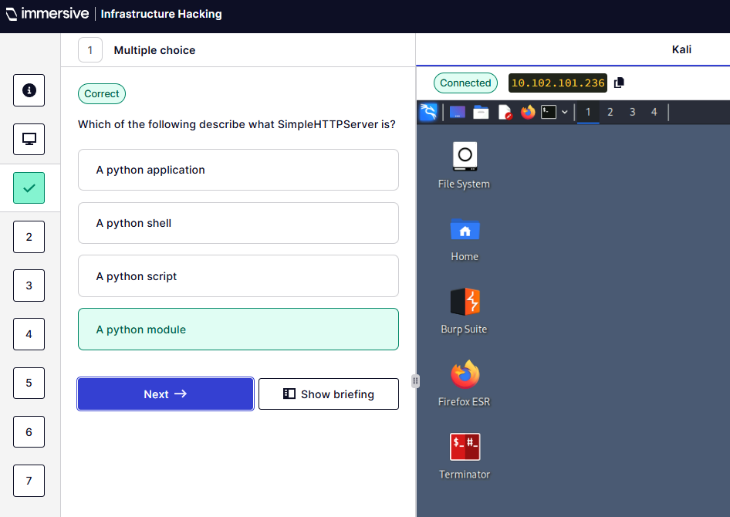 immersive | Infrastructure Hacking
1 Multiple choice
Kali
Correct
Connected 10.102.101.236
Which of the following describe what SimpleHTTPServer is?
1 2 3 4
A python application
A python shell
A python script
A python module
Next → Show briefing
2
3
4
5
6
7
File System
Home
Burp Suite
Firefox ESR
$_ #_
Terminator